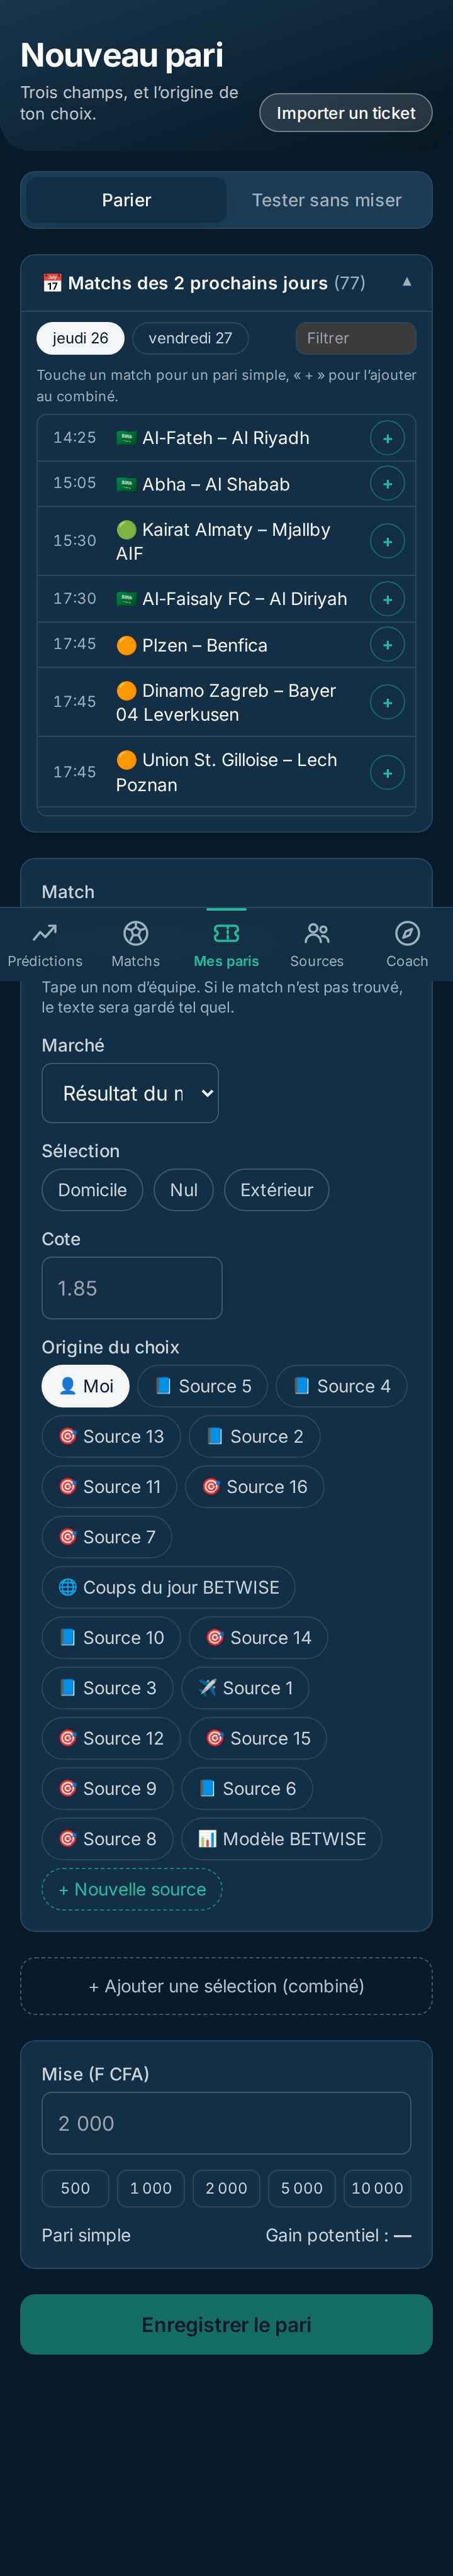 Nouveau pari
Trois champs, et l’origine de
ton choix.
Importer un ticket
Parier
Tester sans miser
Matchs des 2 prochains jours (77)
jeudi 26
vendredi 27
Filtrer
Touche un match pour un pari simple, « + » pour l’ajouter
au combiné.
14:25 Al-Fateh – Al Riyadh +
15:05 Abha – Al Shabab +
15:30 Kairat Almaty – Mjallby
AIF +
17:30 Al-Faisaly FC – Al Diriyah +
17:45 Plzen – Benfica +
17:45 Dinamo Zagreb – Bayer
04 Leverkusen +
17:45 Union St. Gilloise – Lech
Poznan +
Match
Prédictions
Matchs
Mes paris
Sources
Coach
Tape un nom d’équipe. Si le match n’est pas trouvé,
le texte sera gardé tel quel.
Marché
Résultat du
Sélection
Domicile
Nul
Extérieur
Cote
1.85
Origine du choix
Moi
Source 5
Source 4
Source 13
Source 2
Source 11
Source 16
Source 7
Coups du jour BETWISE
Source 10
Source 14
Source 3
Source 1
Source 12
Source 15
Source 9
Source 6
Source 8
Modèle BETWISE
+ Nouvelle source
+ Ajouter une sélection (combiné)
Mise (F CFA)
2 000
500
1 000
2 000
5 000
10 000
Pari simple
Gain potentiel : —
Enregistrer le pari